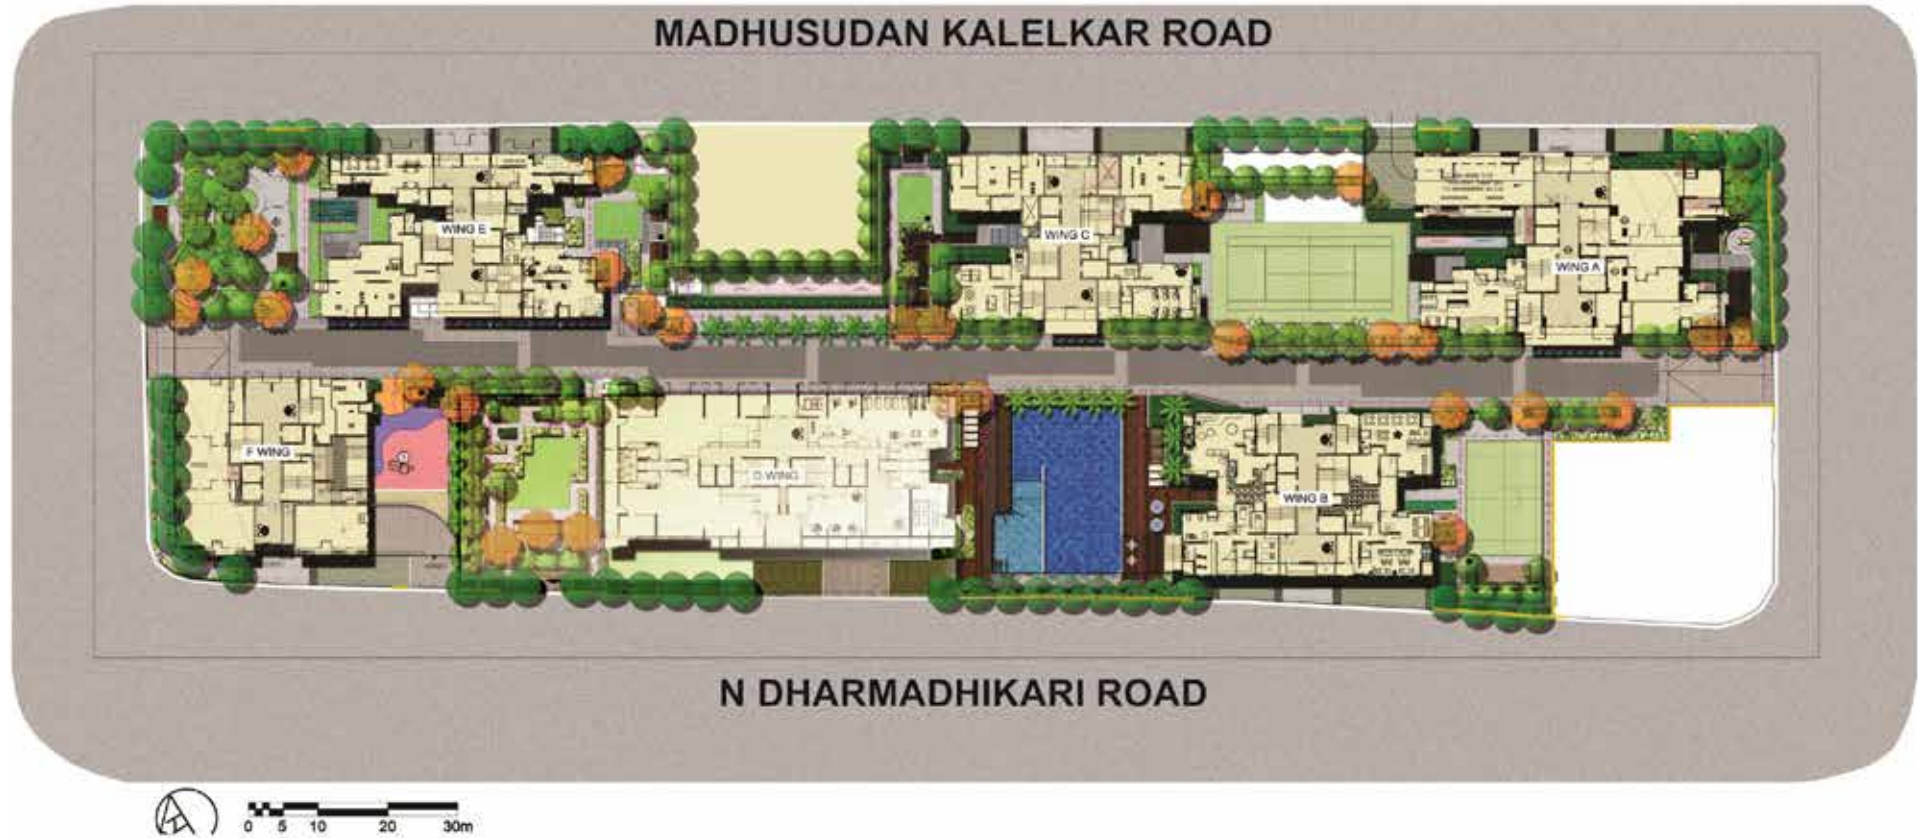 MADHUSUDAN KALELKAR ROAD
WING E
WING C
WING A
F WING
D WING
WING B
N DHARMADHIKARI ROAD
0 5 10 20 30m